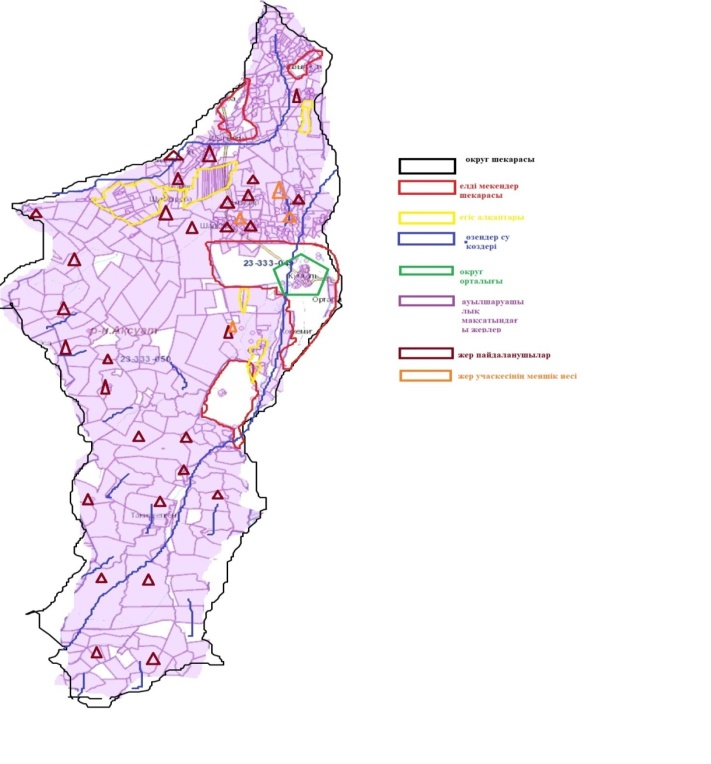 округ шекарасы
елді мекендер
шекарасы
егіс алқаптары
өзендер су
көздері
округ
орталығы
ауылшаруашы
лық
мақсатындағ
ы жерлер
жер пайдаланушылар
жер учаскесінің меншік иесі
23-333-049
р-н Аксуат
23-333-050